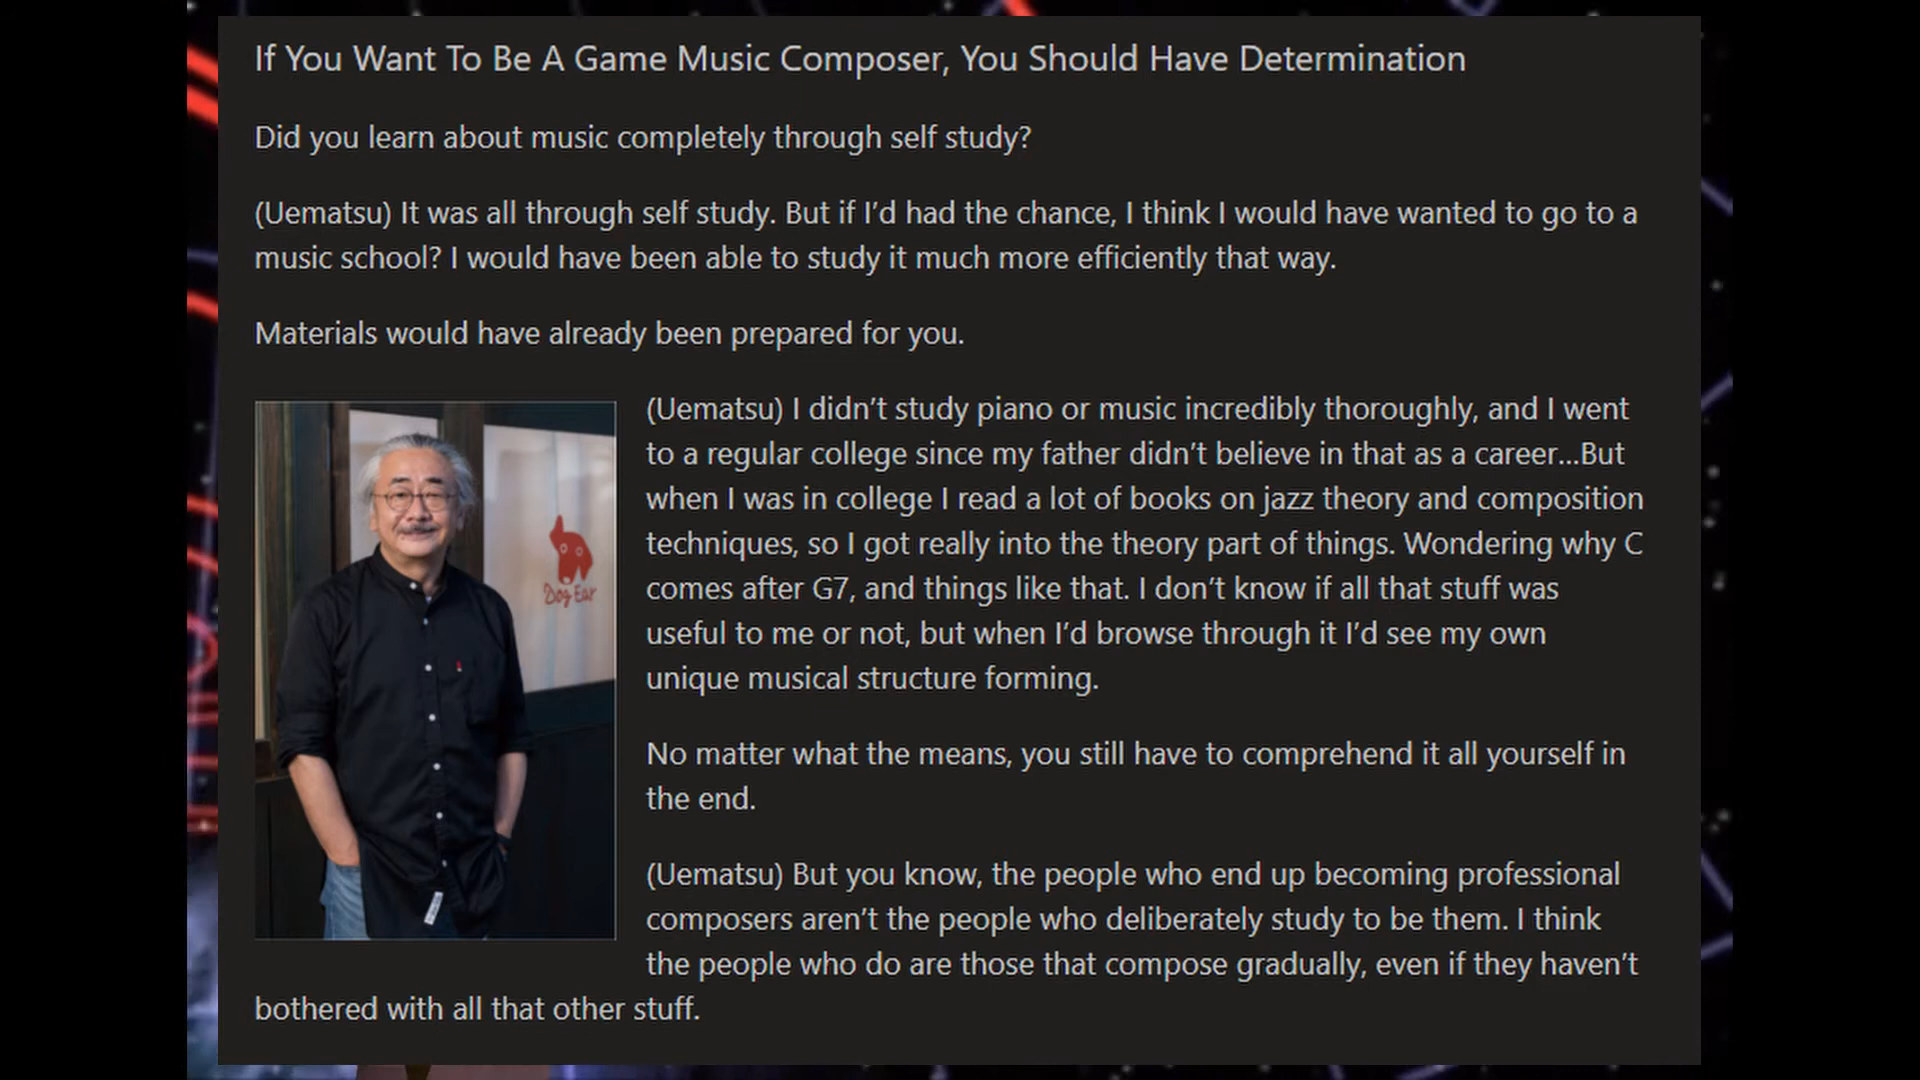 If You Want To Be A Game Music Composer, You Should Have Determination
Did you learn about music completely through self study?
(Uematsu) It was all through self study. But if I’d had the chance, I think I would have wanted to go to a
music school? I would have been able to study it much more efficiently that way.
Materials would have already been prepared for you.
(Uematsu) I didn’t study piano or music incredibly thoroughly, and I went
to a regular college since my father didn’t believe in that as a career...But
when I was in college I read a lot of books on jazz theory and composition
techniques, so I got really into the theory part of things. Wondering why C
comes after G7, and things like that. I don’t know if all that stuff was
useful to me or not, but when I’d browse through it I’d see my own
unique musical structure forming.
Dog Ear
No matter what the means, you still have to comprehend it all yourself in
the end.
(Uematsu) But you know, the people who end up becoming professional
composers aren’t the people who deliberately study to be them. I think
the people who do are those that compose gradually, even if they haven’t
bothered with all that other stuff.